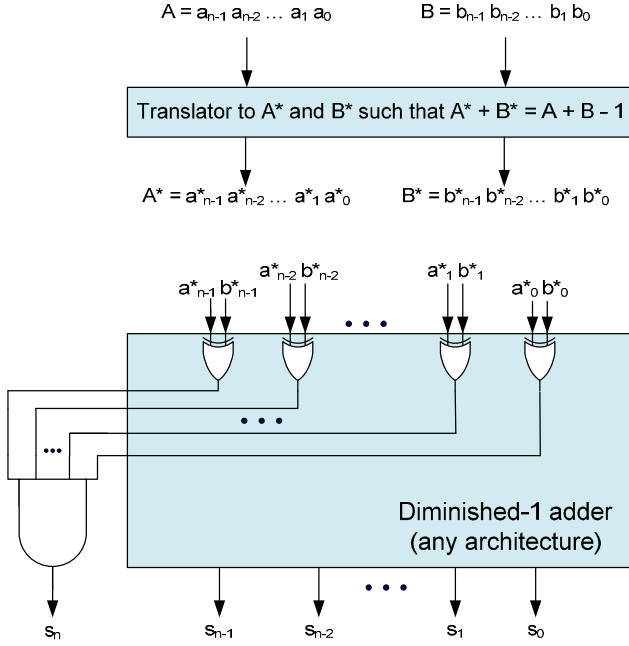 A = aₙ₋₁ aₙ₋₂ … a₁ a₀ B = bₙ₋₁ bₙ₋₂ … b₁ b₀
Translator to A* and B* such that A* + B* = A + B - 1
A* = a*ₙ₋₁ a*ₙ₋₂ … a*₁ a*₀ B* = b*ₙ₋₁ b*ₙ₋₂ … b*₁ b*₀
a*ₙ₋₁ b*ₙ₋₁ a*ₙ₋₂ b*ₙ₋₂ a*₁ b*₁ a*₀ b*₀
Diminished-1 adder
(any architecture)
sₙ sₙ₋₁ sₙ₋₂ s₁ s₀